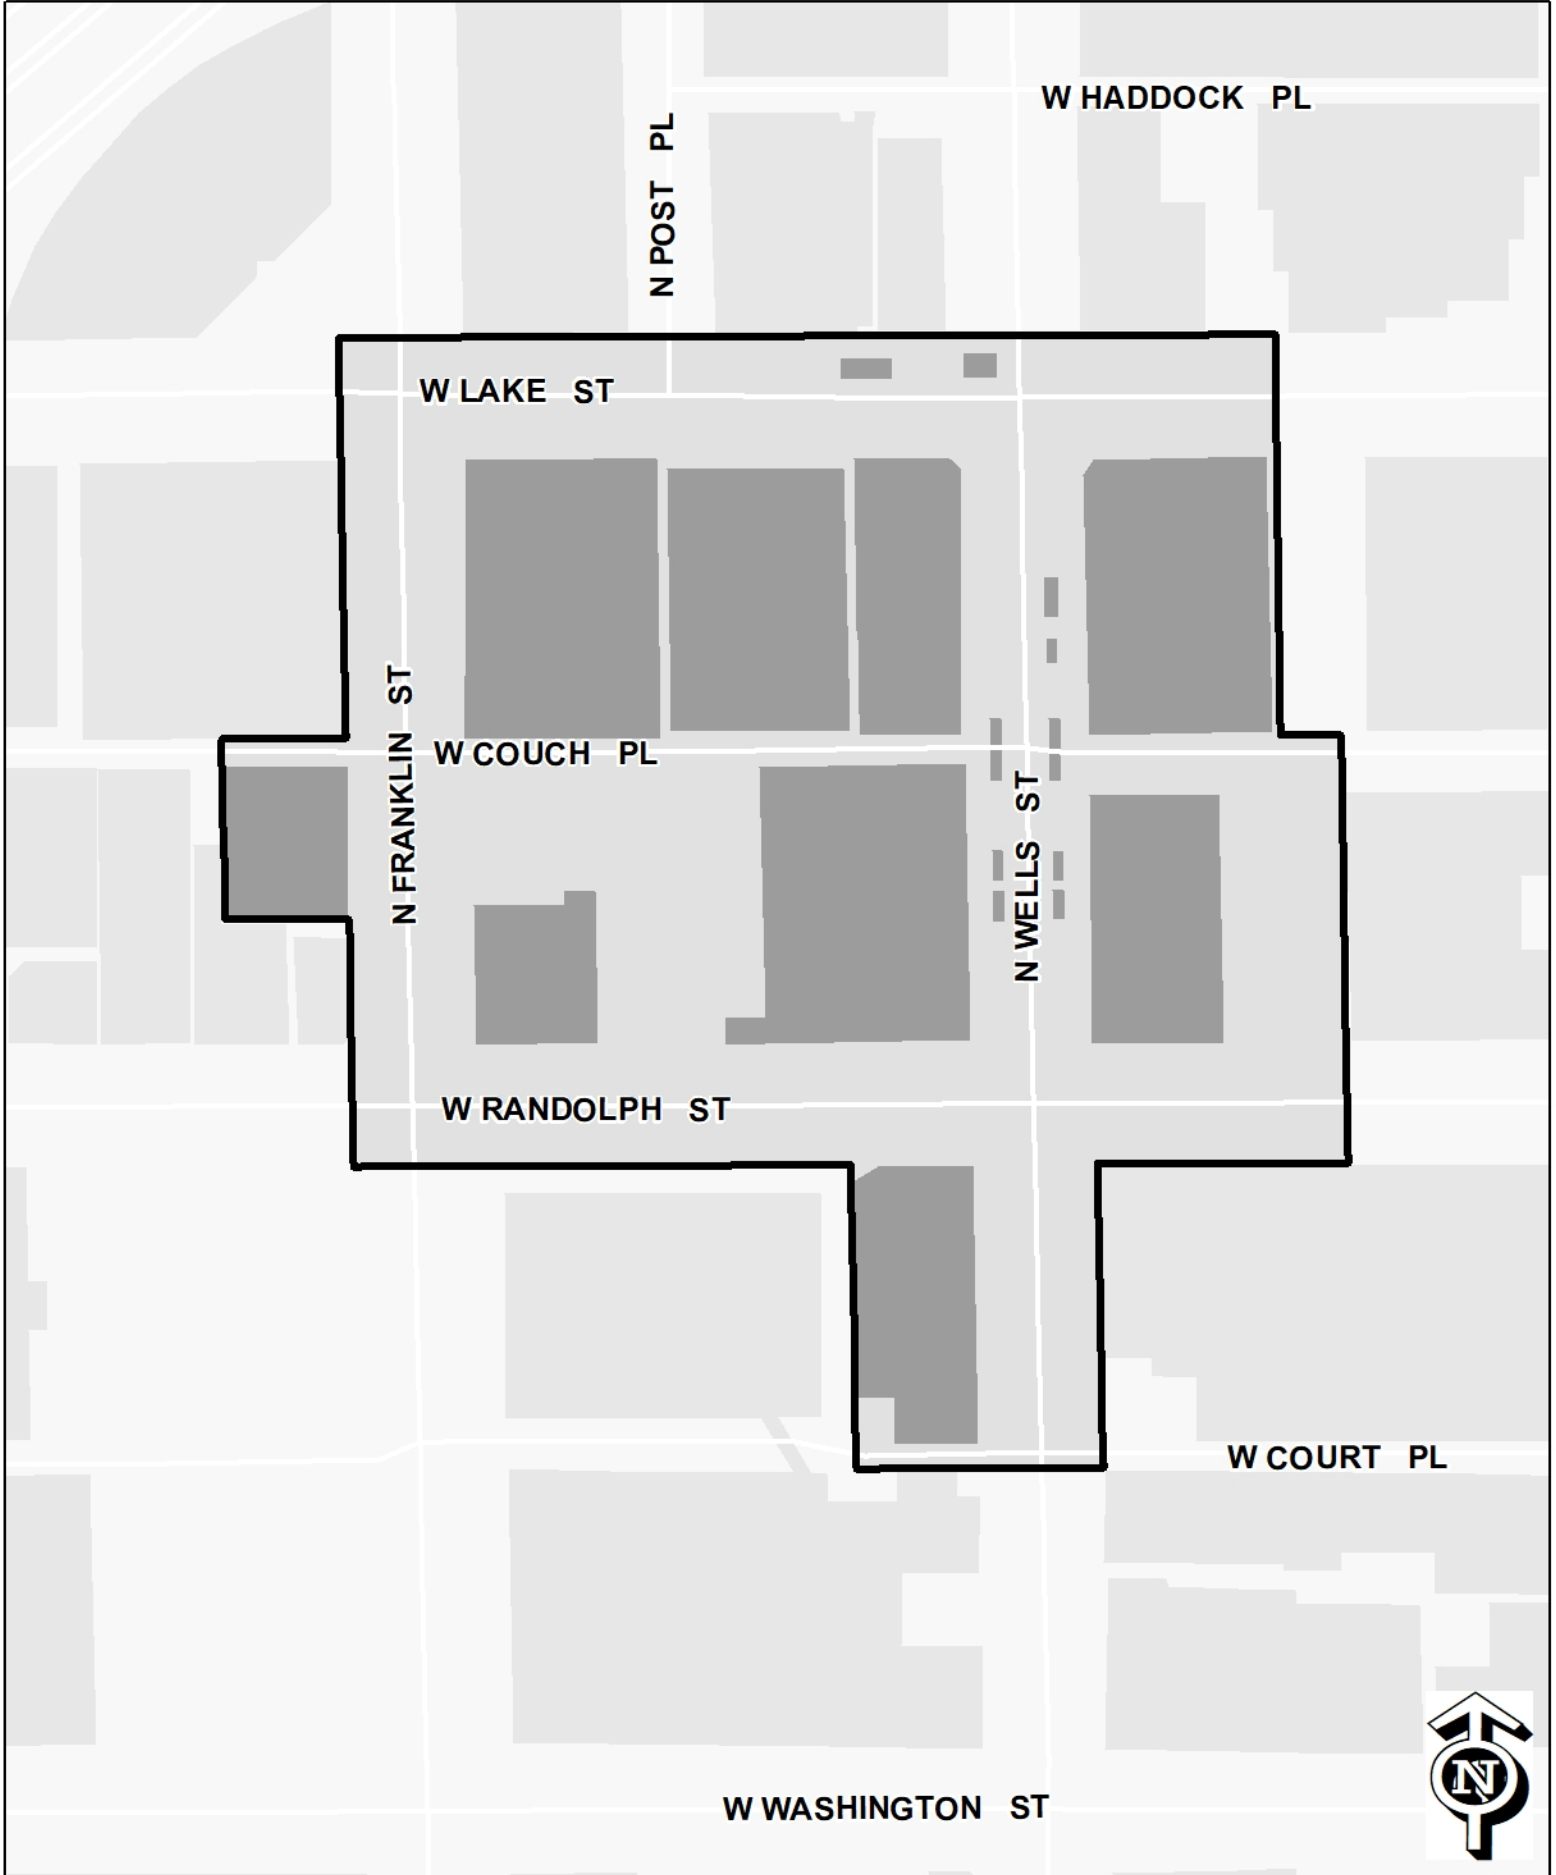 W HADDOCK PL
N POST PL
W LAKE ST
N FRANKLIN ST
W COUCH PL
N WELLS ST
W RANDOLPH ST
W COURT PL
W WASHINGTON ST
N